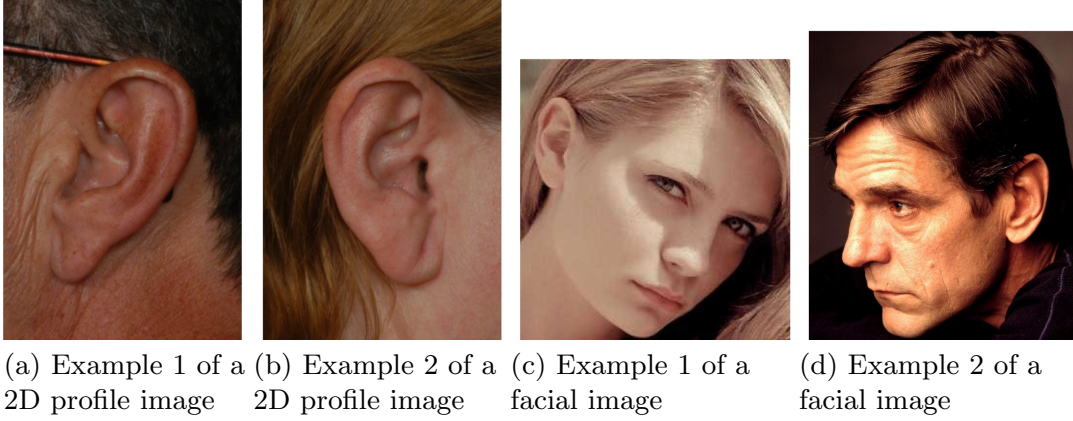 (a) Example 1 of a
2D profile image
(b) Example 2 of a
2D profile image
(c) Example 1 of a
facial image
(d) Example 2 of a
facial image